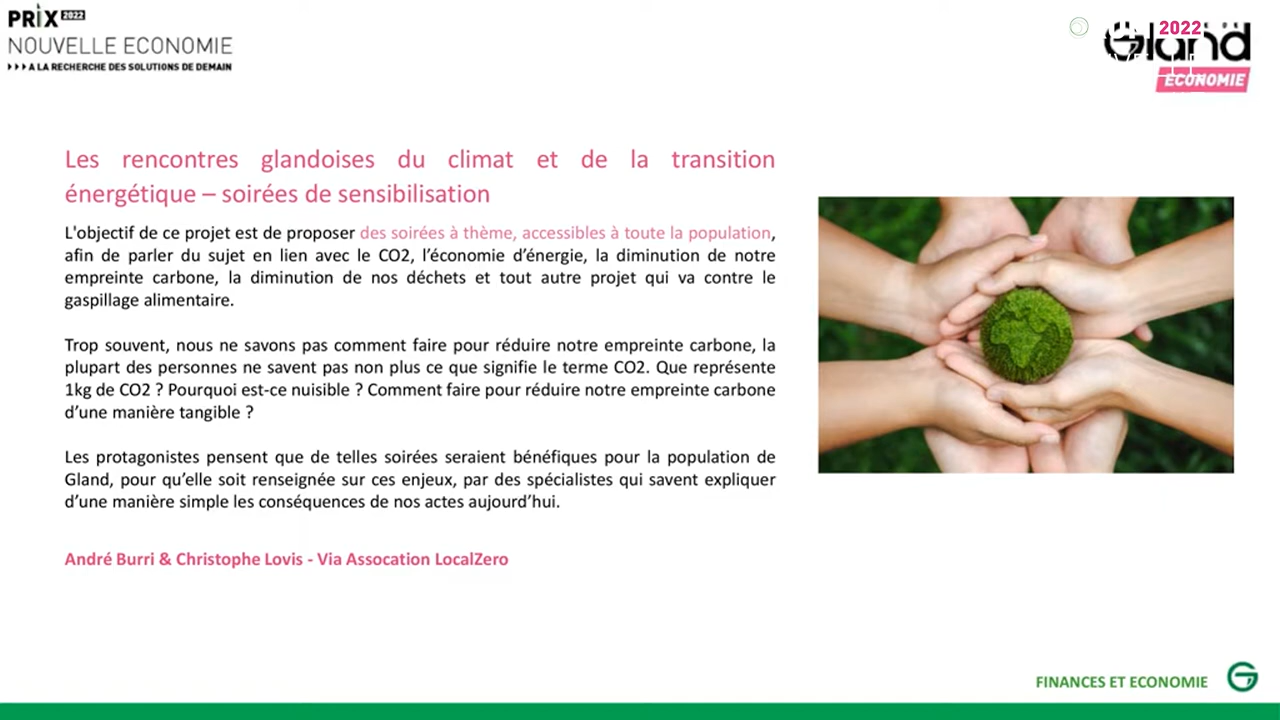 PRIX 2022
NOUVELLE ECONOMIE
A LA RECHERCHE DES SOLUTIONS DE DEMAIN
2022
Gland
ÉCONOMIE
Les rencontres glandoises du climat et de la transition
énergétique – soirées de sensibilisation
L'objectif de ce projet est de proposer des soirées à thème, accessibles à toute la population,
afin de parler du sujet en lien avec le CO2, l’économie d’énergie, la diminution de notre
empreinte carbone, la diminution de nos déchets et tout autre projet qui va contre le
gaspillage alimentaire.
Trop souvent, nous ne savons pas comment faire pour réduire notre empreinte carbone, la
plupart des personnes ne savent pas non plus ce que signifie le terme CO2. Que représente
1kg de CO2 ? Pourquoi est-ce nuisible ? Comment faire pour réduire notre empreinte carbone
d’une manière tangible ?
Les protagonistes pensent que de telles soirées seraient bénéfiques pour la population de
Gland, pour qu’elle soit renseignée sur ces enjeux, par des spécialistes qui savent expliquer
d’une manière simple les conséquences de nos actes aujourd’hui.
André Burri & Christophe Lovis - Via Assocation LocalZero
FINANCES ET ECONOMIE